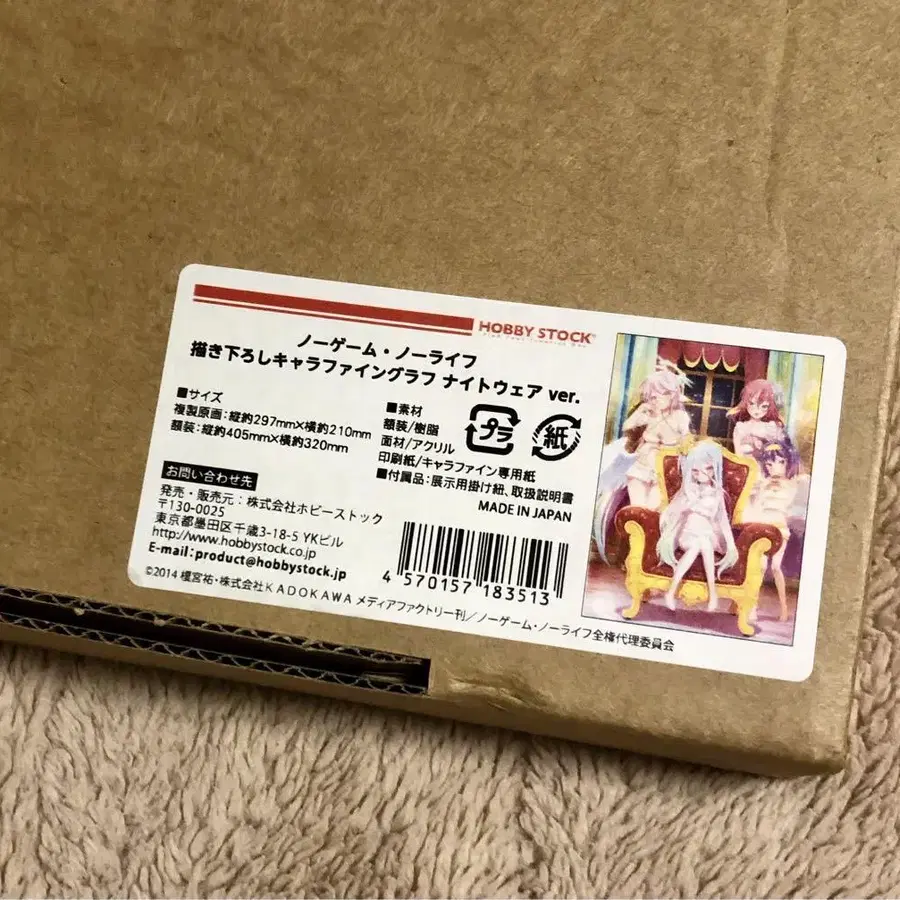 HOBBY STOCK
ノーゲーム・ノーライフ
描き下ろしキャラファイングラフ ナイトウェア ver.
■サイズ
複製原画：縦約297mm×横約210mm
額装：縦約405mm×横約320mm
■素材
額装/樹脂
面材/アクリル
印刷紙/キャラファイン専用紙
■付属品：展示用掛け紐、取扱説明書
MADE IN JAPAN
プラ
紙
お問い合わせ先
発売・販売元：株式会社ホビーストック
〒130-0025
東京都墨田区千歳3-18-5 YKビル
http://www.hobbystock.co.jp
E-mail:product@hobbystock.jp
4 570157 183513
©2014 榎宮祐・株式会社KADOKAWA メディアファクトリー刊／ノーゲーム・ノーライフ全権代理委員会